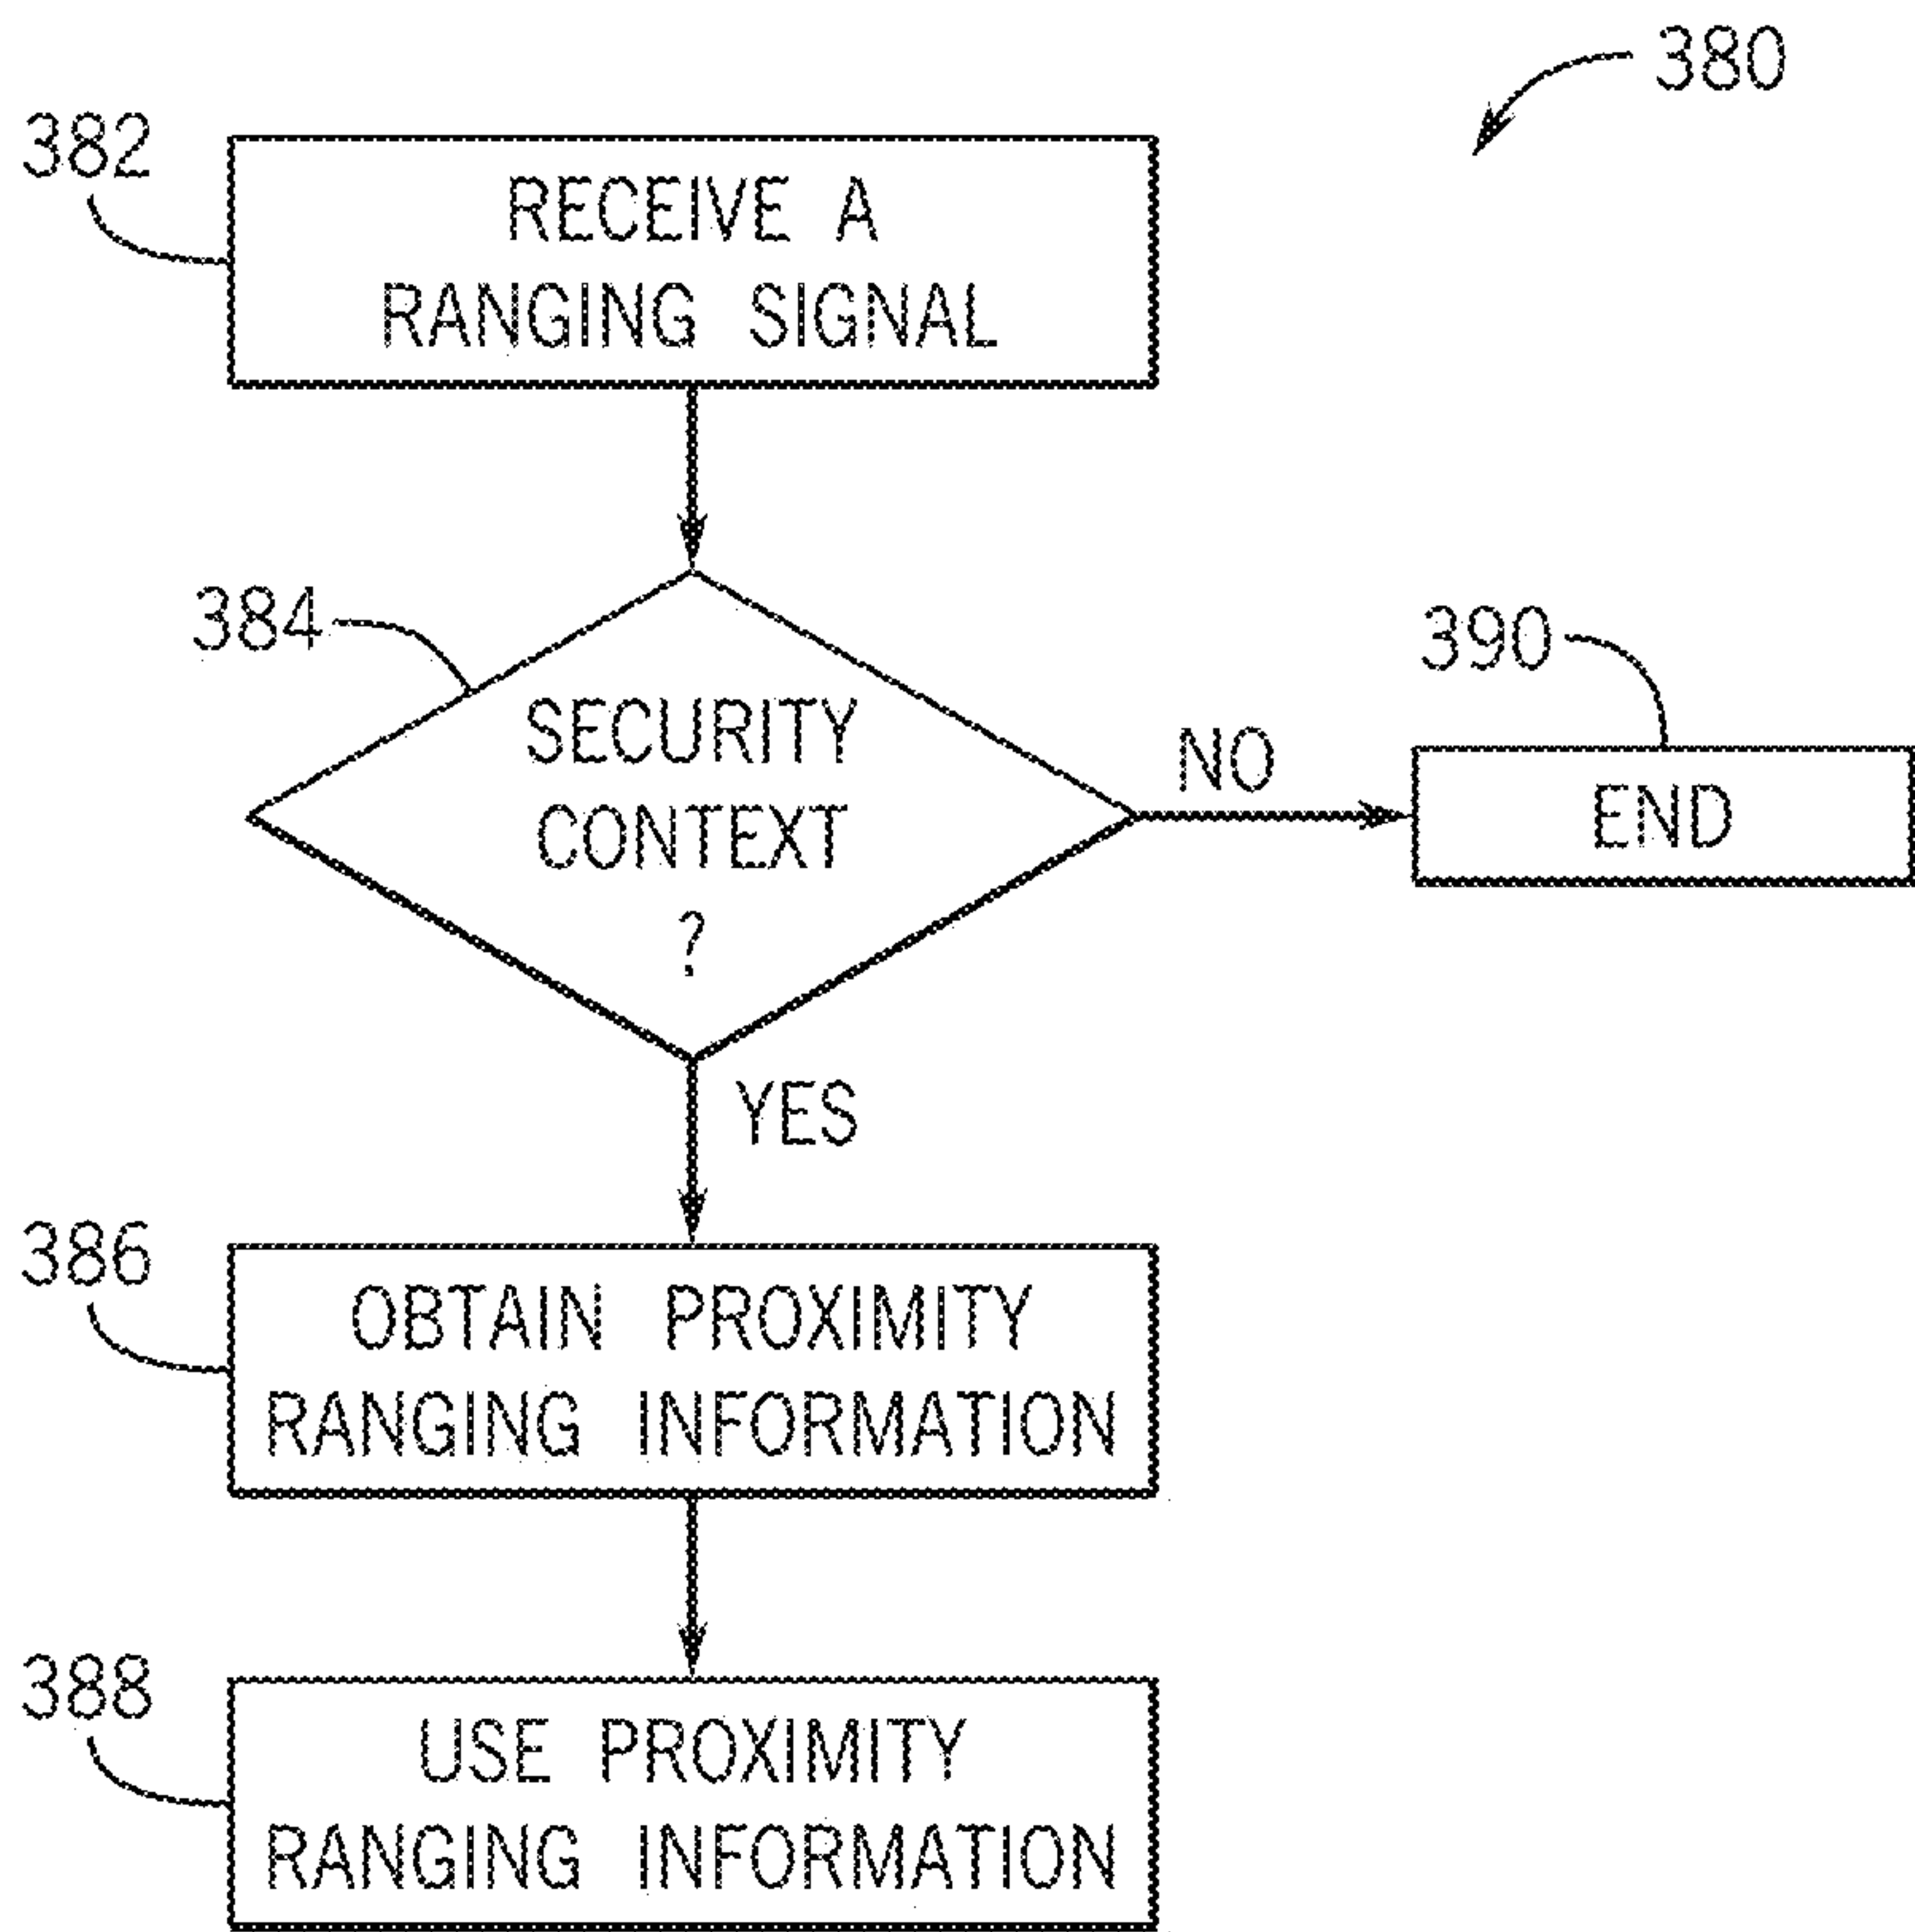 380
382
RECEIVE A
RANGING SIGNAL
384
SECURITY
CONTEXT
?
NO
390
END
YES
386
OBTAIN PROXIMITY
RANGING INFORMATION
388
USE PROXIMITY
RANGING INFORMATION